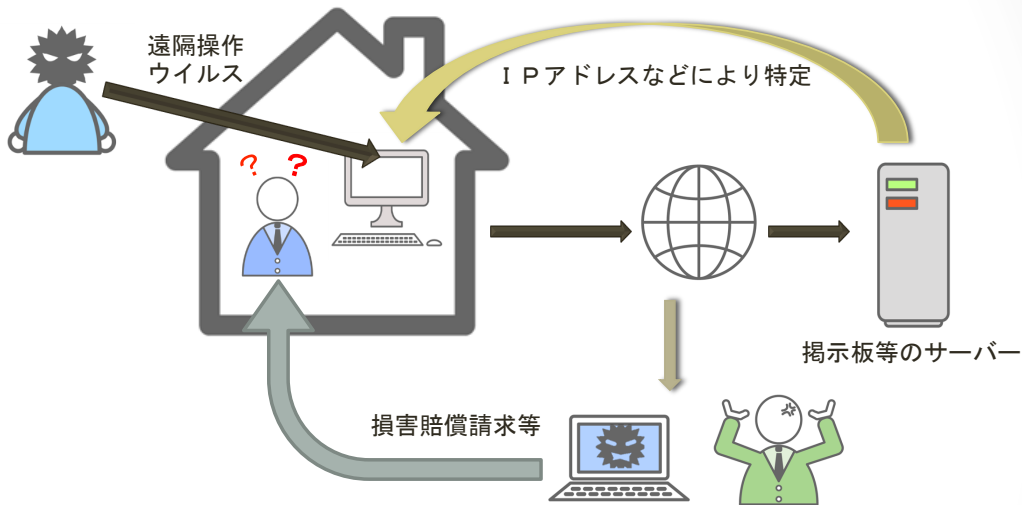 遠隔操作
ウイルス
ＩＰアドレスなどにより特定
? ?
掲示板等のサーバー
損害賠償請求等